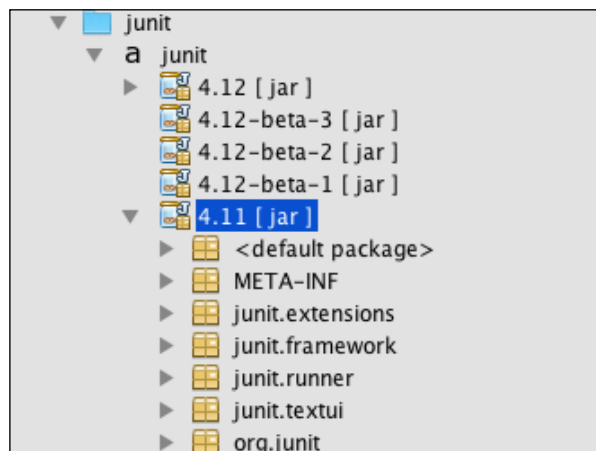 junit
a junit
4.12 [ jar ]
4.12-beta-3 [ jar ]
4.12-beta-2 [ jar ]
4.12-beta-1 [ jar ]
4.11 [ jar ]
<default package>
META-INF
junit.extensions
junit.framework
junit.runner
junit.textui
org.junit